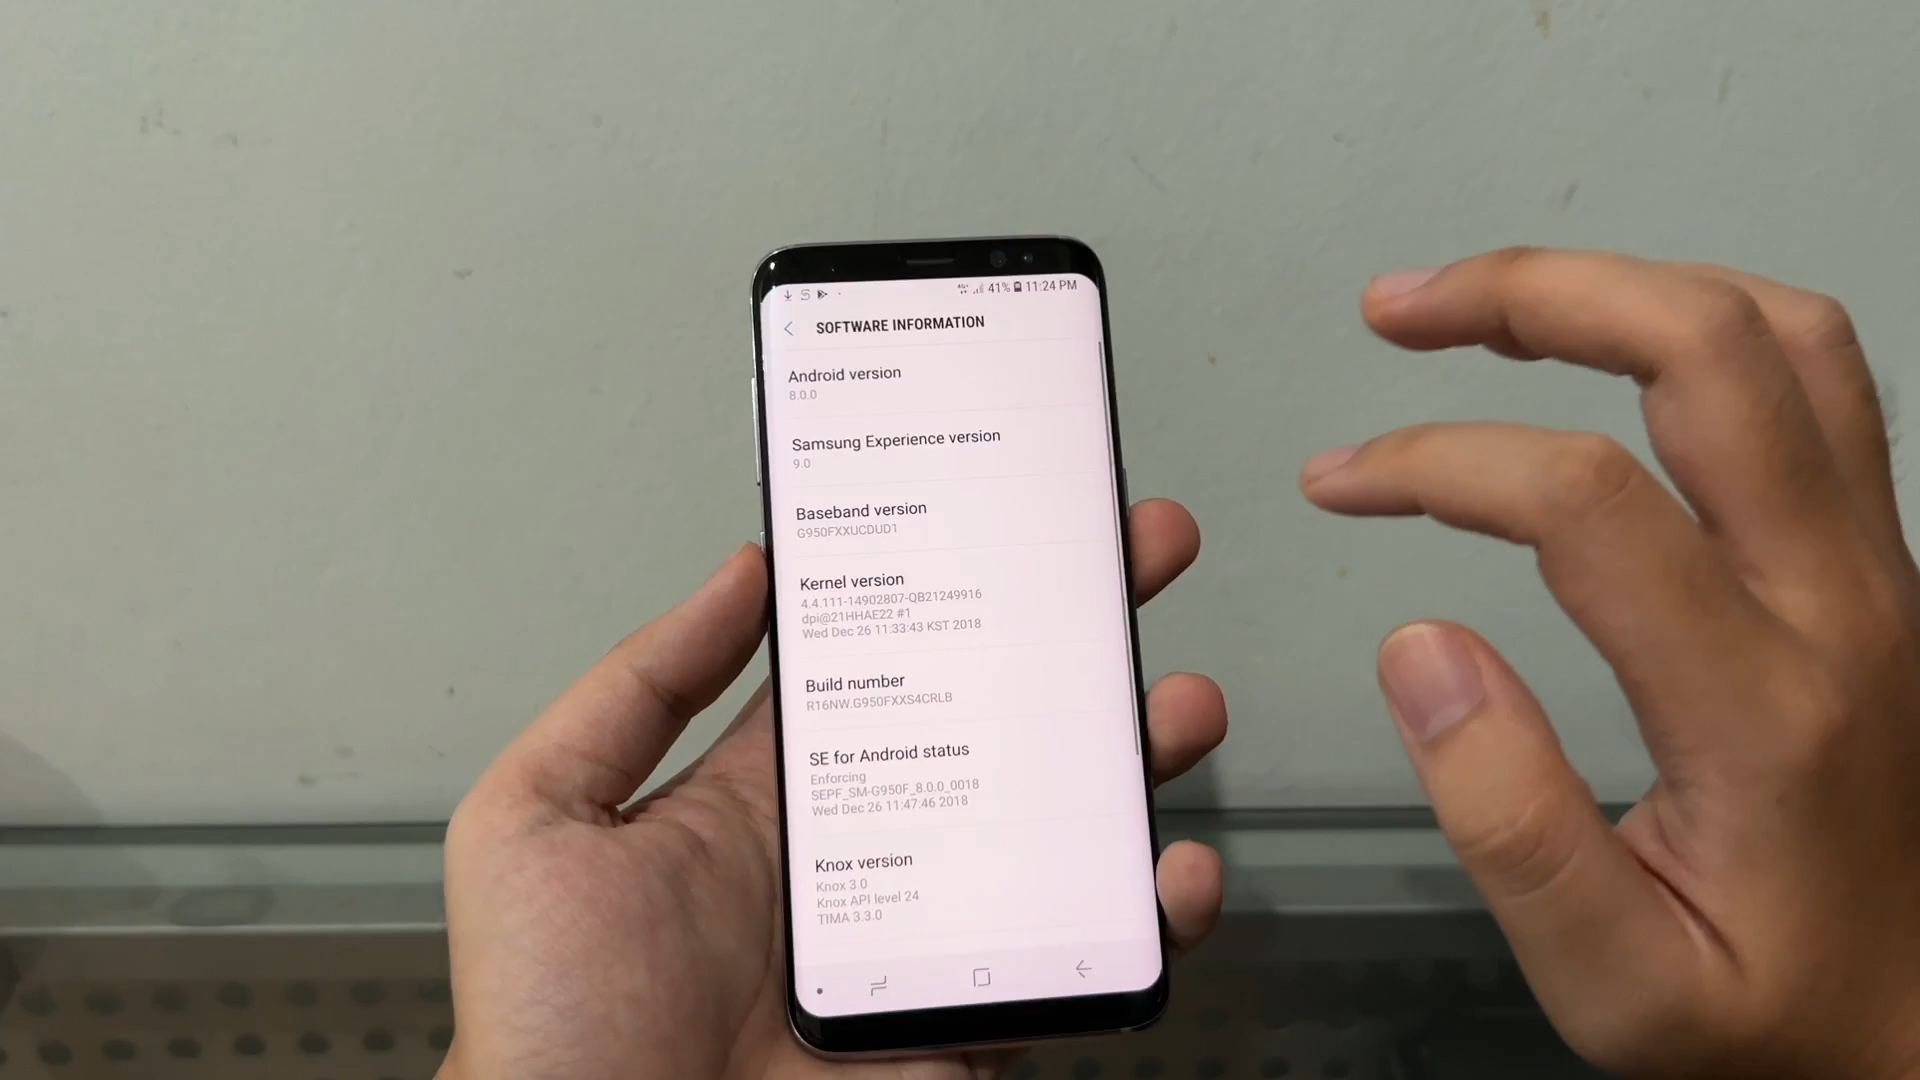 41% 11:24 PM
SOFTWARE INFORMATION
Android version
8.0.0
Samsung Experience version
9.0
Baseband version
G950FXXUCDUD1
Kernel version
4.4.111-14902807-QB21249916
dpi@21HHAE22 #1
Wed Dec 26 11:33:43 KST 2018
Build number
R16NW.G950FXXS4CRLB
SE for Android status
Enforcing
SEPF_SM-G950F_8.0.0_0018
Wed Dec 26 11:47:46 2018
Knox version
Knox 3.0
Knox API level 24
TIMA 3.3.0